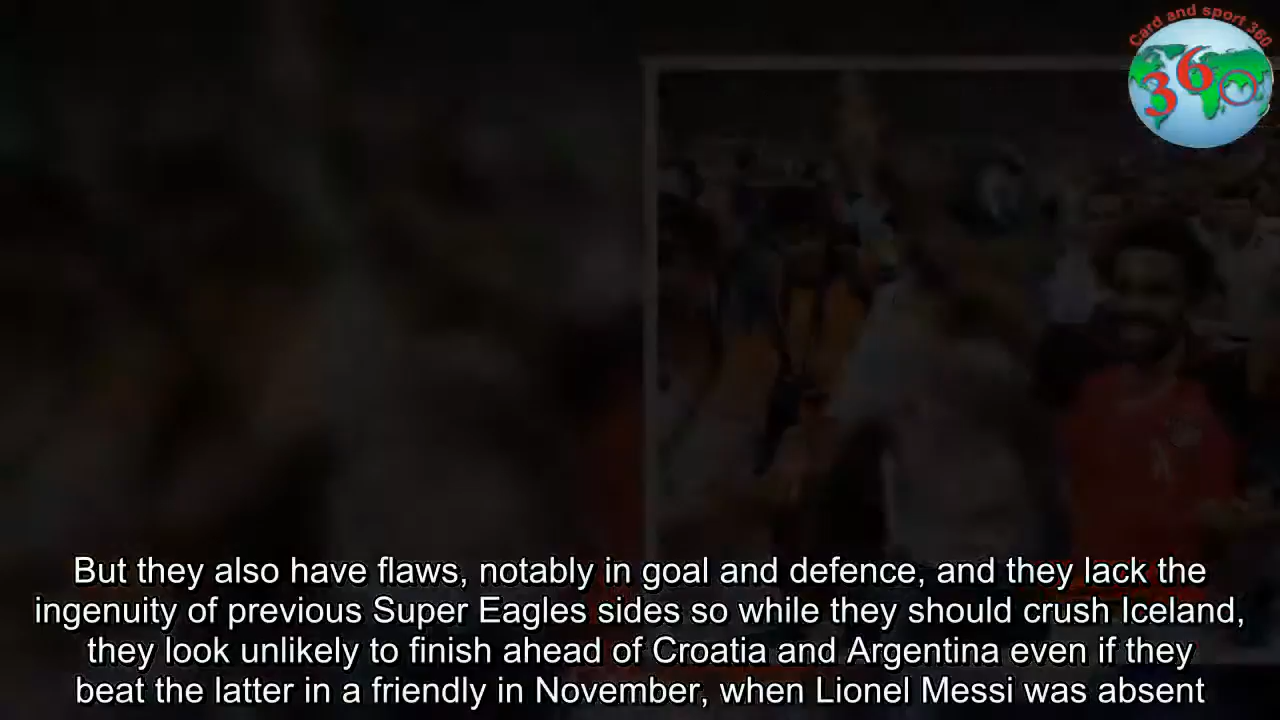 Card and sport 360
360
But they also have flaws, notably in goal and defence, and they lack the
ingenuity of previous Super Eagles sides so while they should crush Iceland,
they look unlikely to finish ahead of Croatia and Argentina even if they
beat the latter in a friendly in November, when Lionel Messi was absent